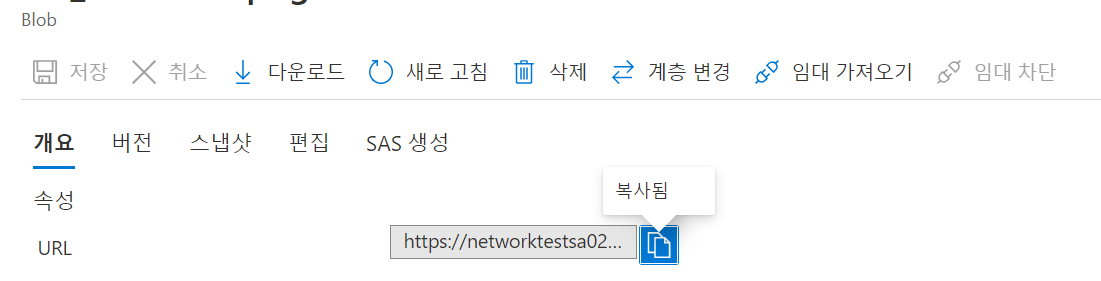 Blob
저장 취소 다운로드 새로 고침 삭제 계층 변경 임대 가져오기 임대 차단
개요 버전 스냅샷 편집 SAS 생성
복사됨
속성
URL https://networktestsa02...